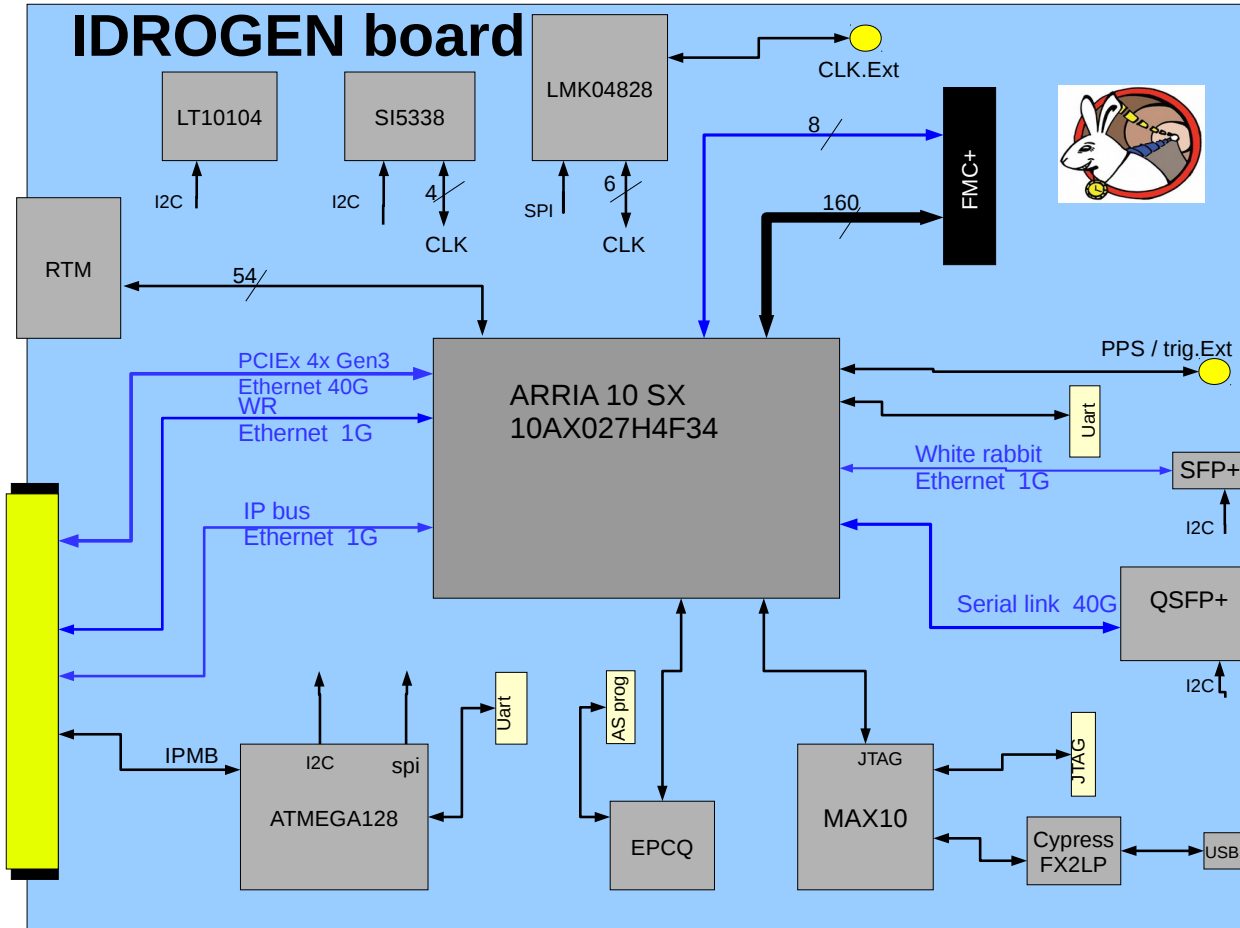 IDROGEN board
LMK04828
CLK.Ext
LT10104
SI5338
8
FMC+
I2C
I2C
4
CLK
SPI
6
CLK
160
RTM
54
PCIEx 4x Gen3
Ethernet 40G
WR
Ethernet 1G
IP bus
Ethernet 1G
ARRIA 10 SX
10AX027H4F34
PPS / trig.Ext
Uart
White rabbit
Ethernet 1G
SFP+
I2C
Serial link 40G
QSFP+
I2C
IPMB
I2C
spi
ATMEGA128
Uart
AS prog
EPCQ
JTAG
MAX10
JTAG
Cypress
FX2LP
USB